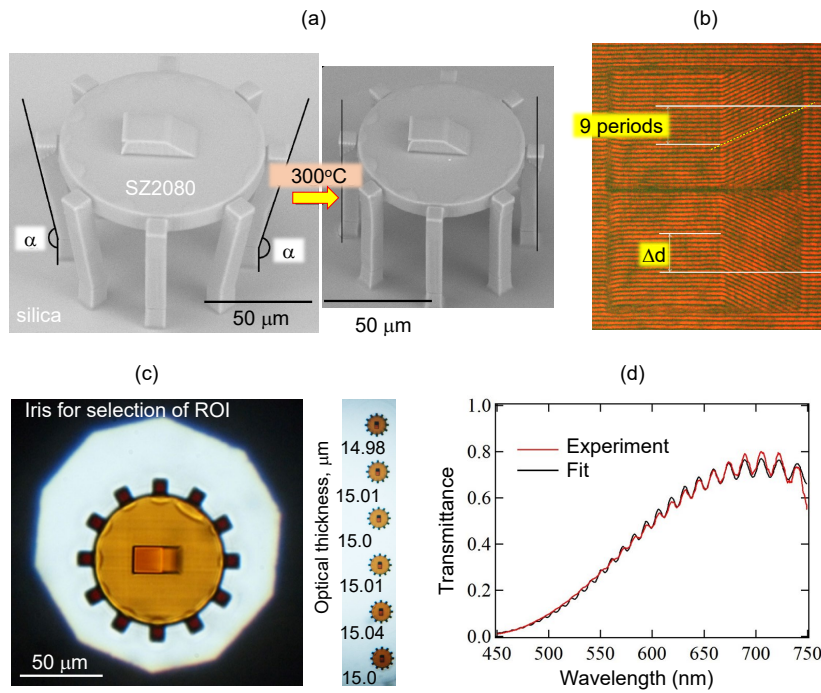 (a)
(b)
SZ2080
300°C
9 periods
α
α
Δd
silica
50 μm
50 μm
(c)
(d)
Iris for selection of ROI
50 μm
Optical thickness, μm
14.98
15.01
15.0
15.01
15.04
15.0
Transmittance
1.0
0.8
0.6
0.4
0.2
0.0
Experiment
Fit
450
500
550
600
650
700
750
Wavelength (nm)